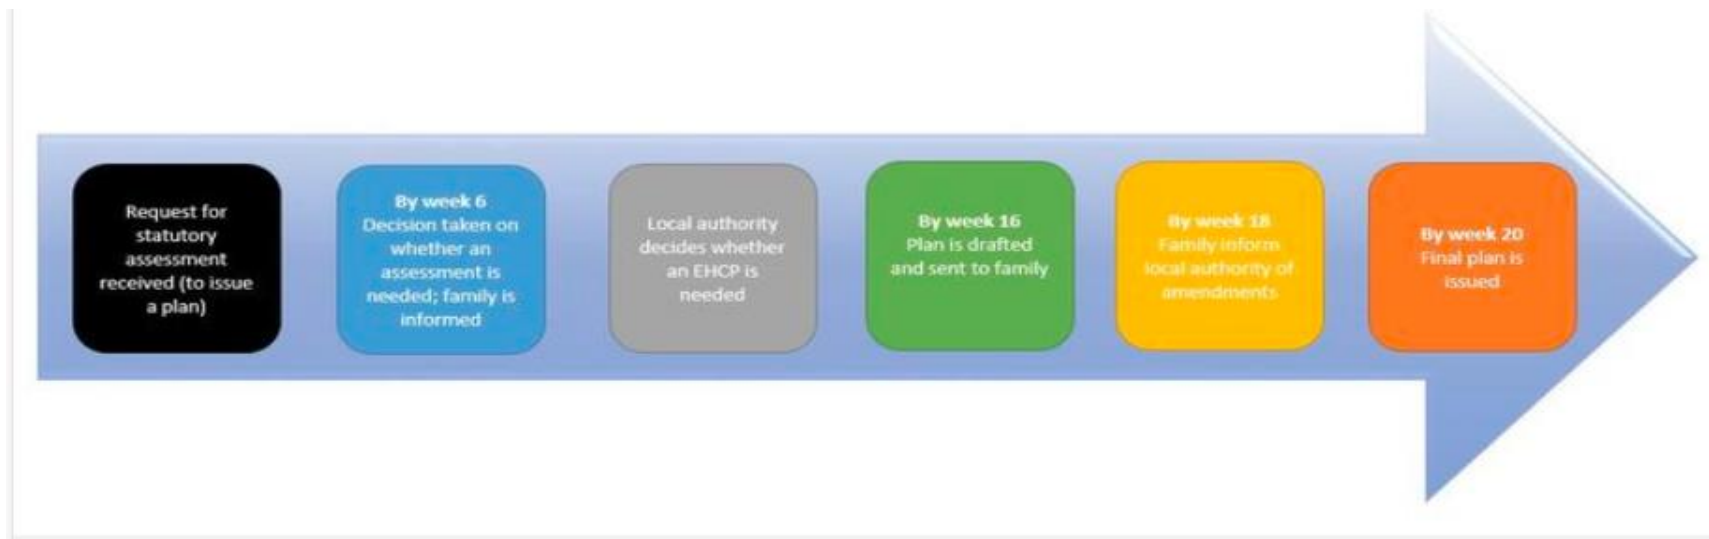 Request for
statutory
assessment
received (to issue
a plan)
By week 6
Decision taken on
whether an
assessment is
needed; family is
informed
Local authority
decides whether
an EHCP is
needed
By week 16
Plan is drafted
and sent to family
By week 18
Family inform
local authority of
amendments
By week 20
Final plan is
issued